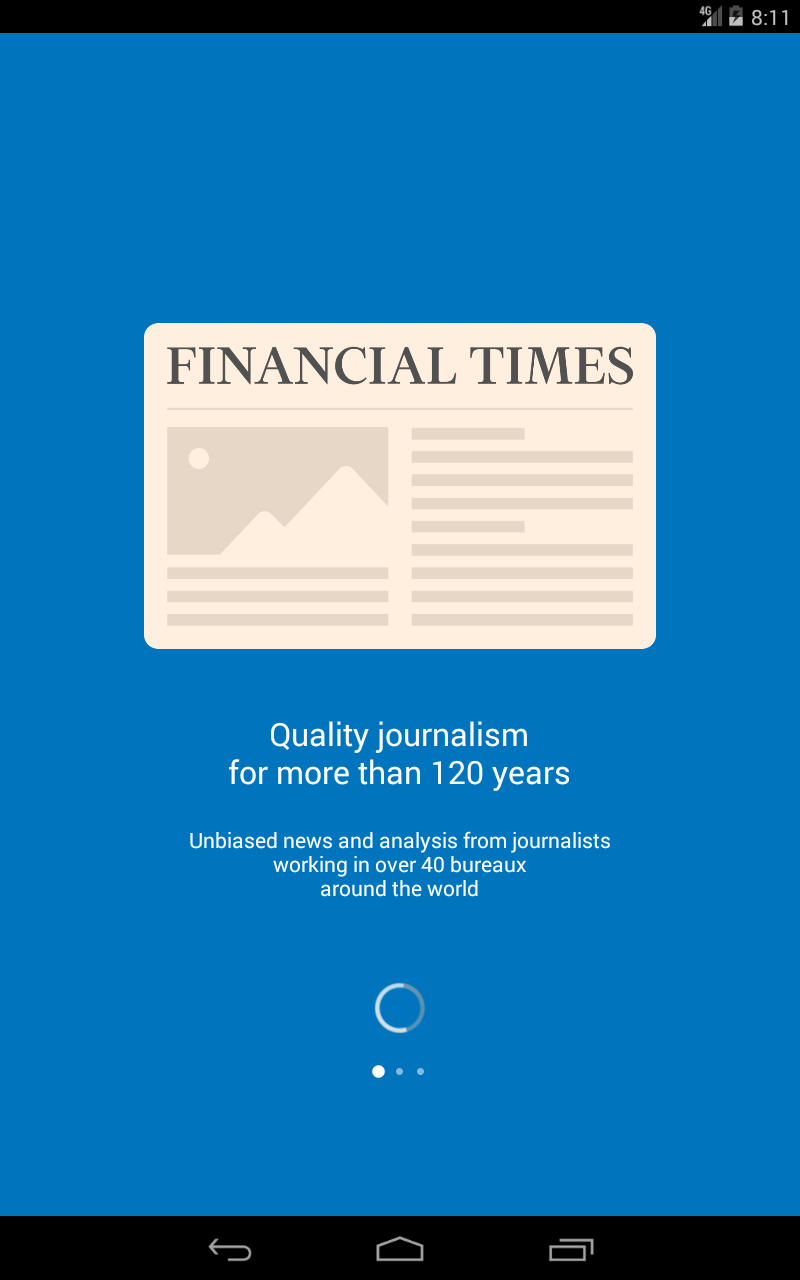 4G 8:11
FINANCIAL TIMES
Quality journalism
for more than 120 years
Unbiased news and analysis from journalists
working in over 40 bureaux
around the world